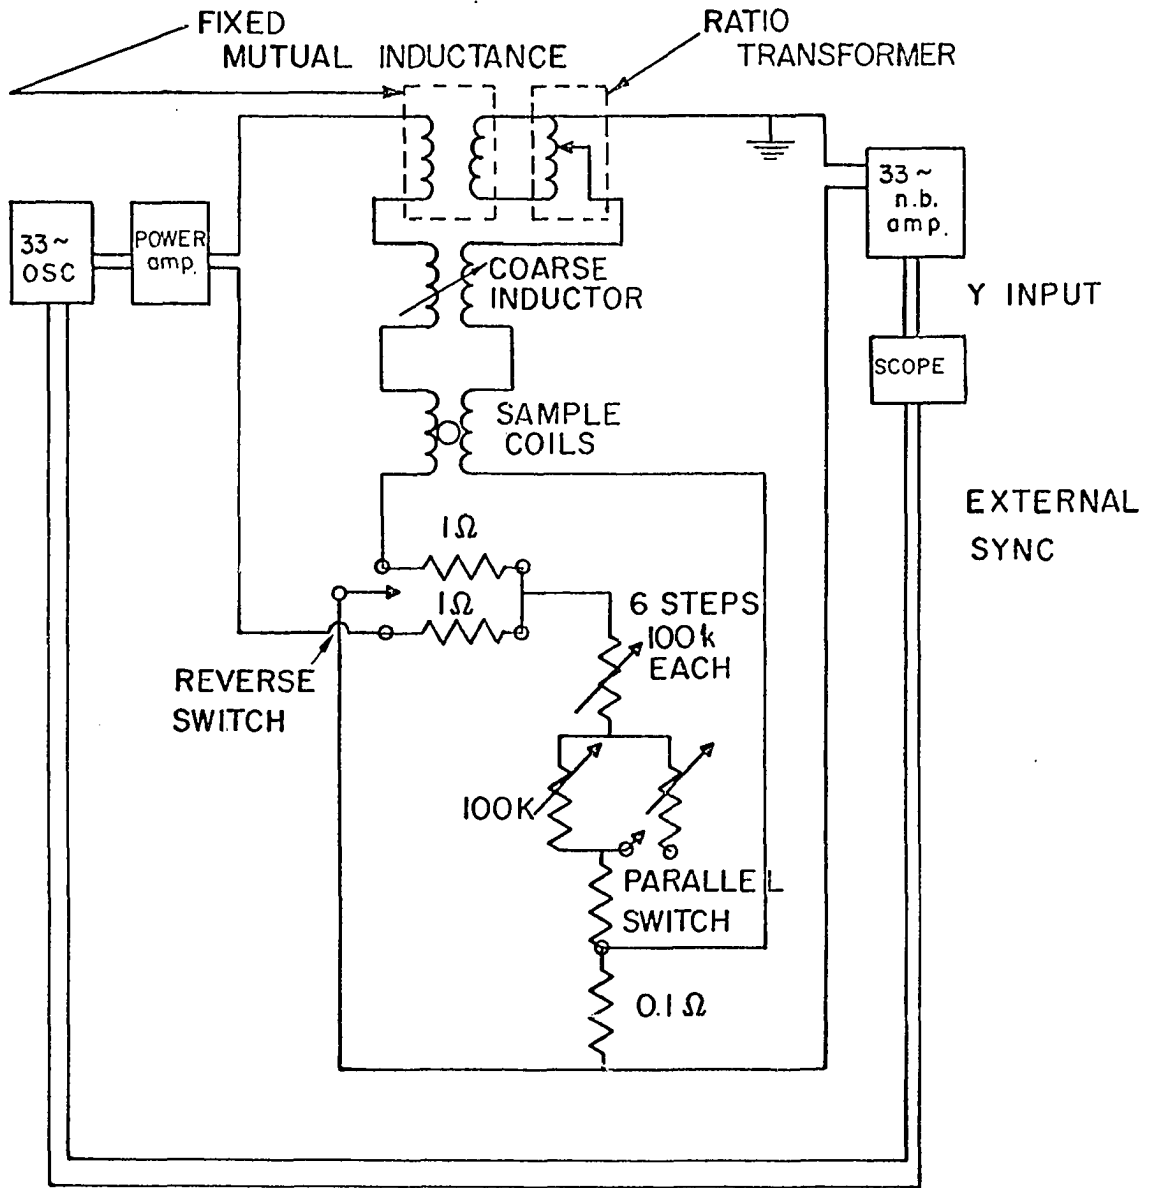 FIXED
MUTUAL INDUCTANCE
RATIO
TRANSFORMER
33~
OSC
POWER
amp.
33~
n.b.
amp.
COARSE
INDUCTOR
Y INPUT
SCOPE
SAMPLE
COILS
EXTERNAL
SYNC
1Ω
1Ω
6 STEPS
100k
EACH
REVERSE
SWITCH
100K
PARALLEL
SWITCH
0.1Ω